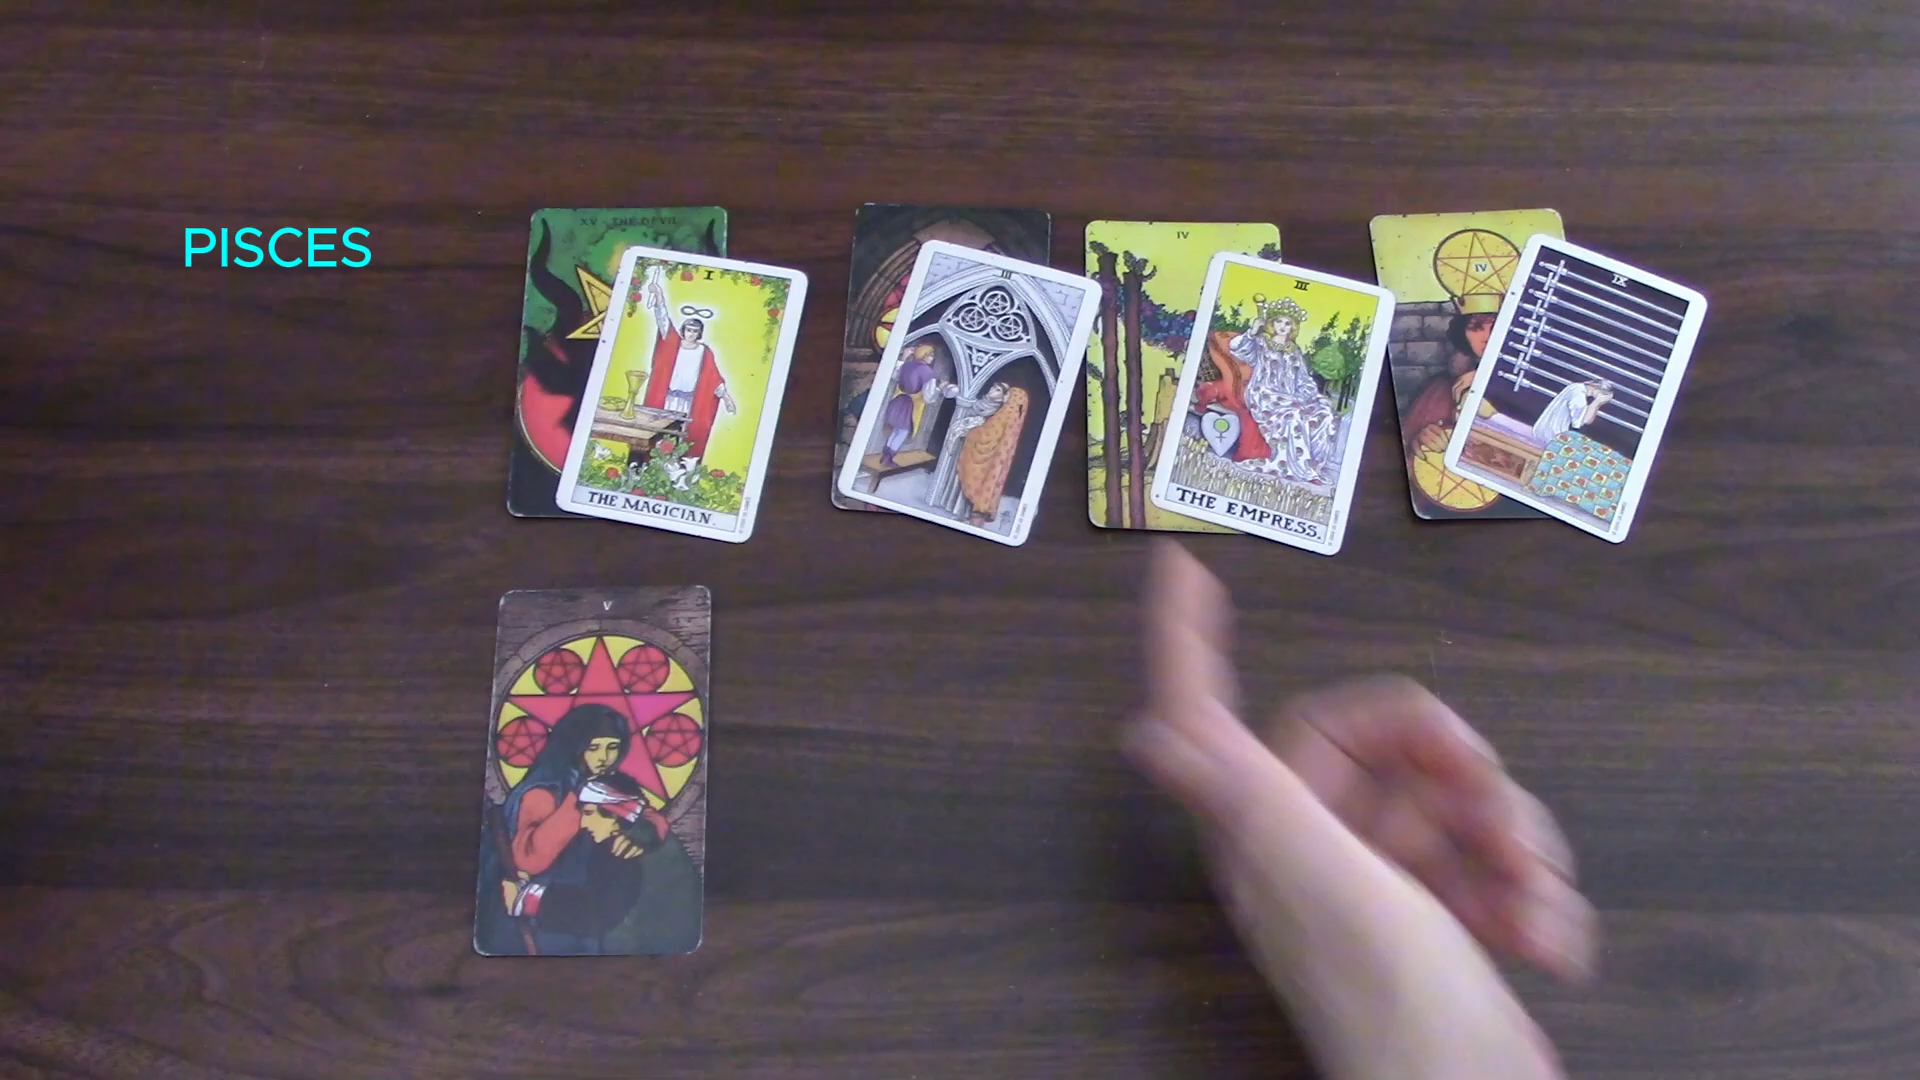 PISCES
XV THE DEVIL
I
THE MAGICIAN.
III
IV
III
THE EMPRESS.
IV
IX
V